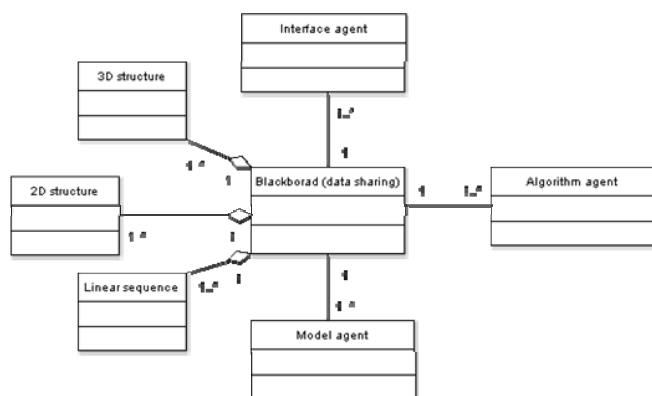 Interface agent
3D structure
1..*
1 *
1
1
Blackborad (data sharing)
2D structure
1
1..*
Algorithm agent
1 *
1
Linear sequence
1..*
1
1
1 *
Model agent